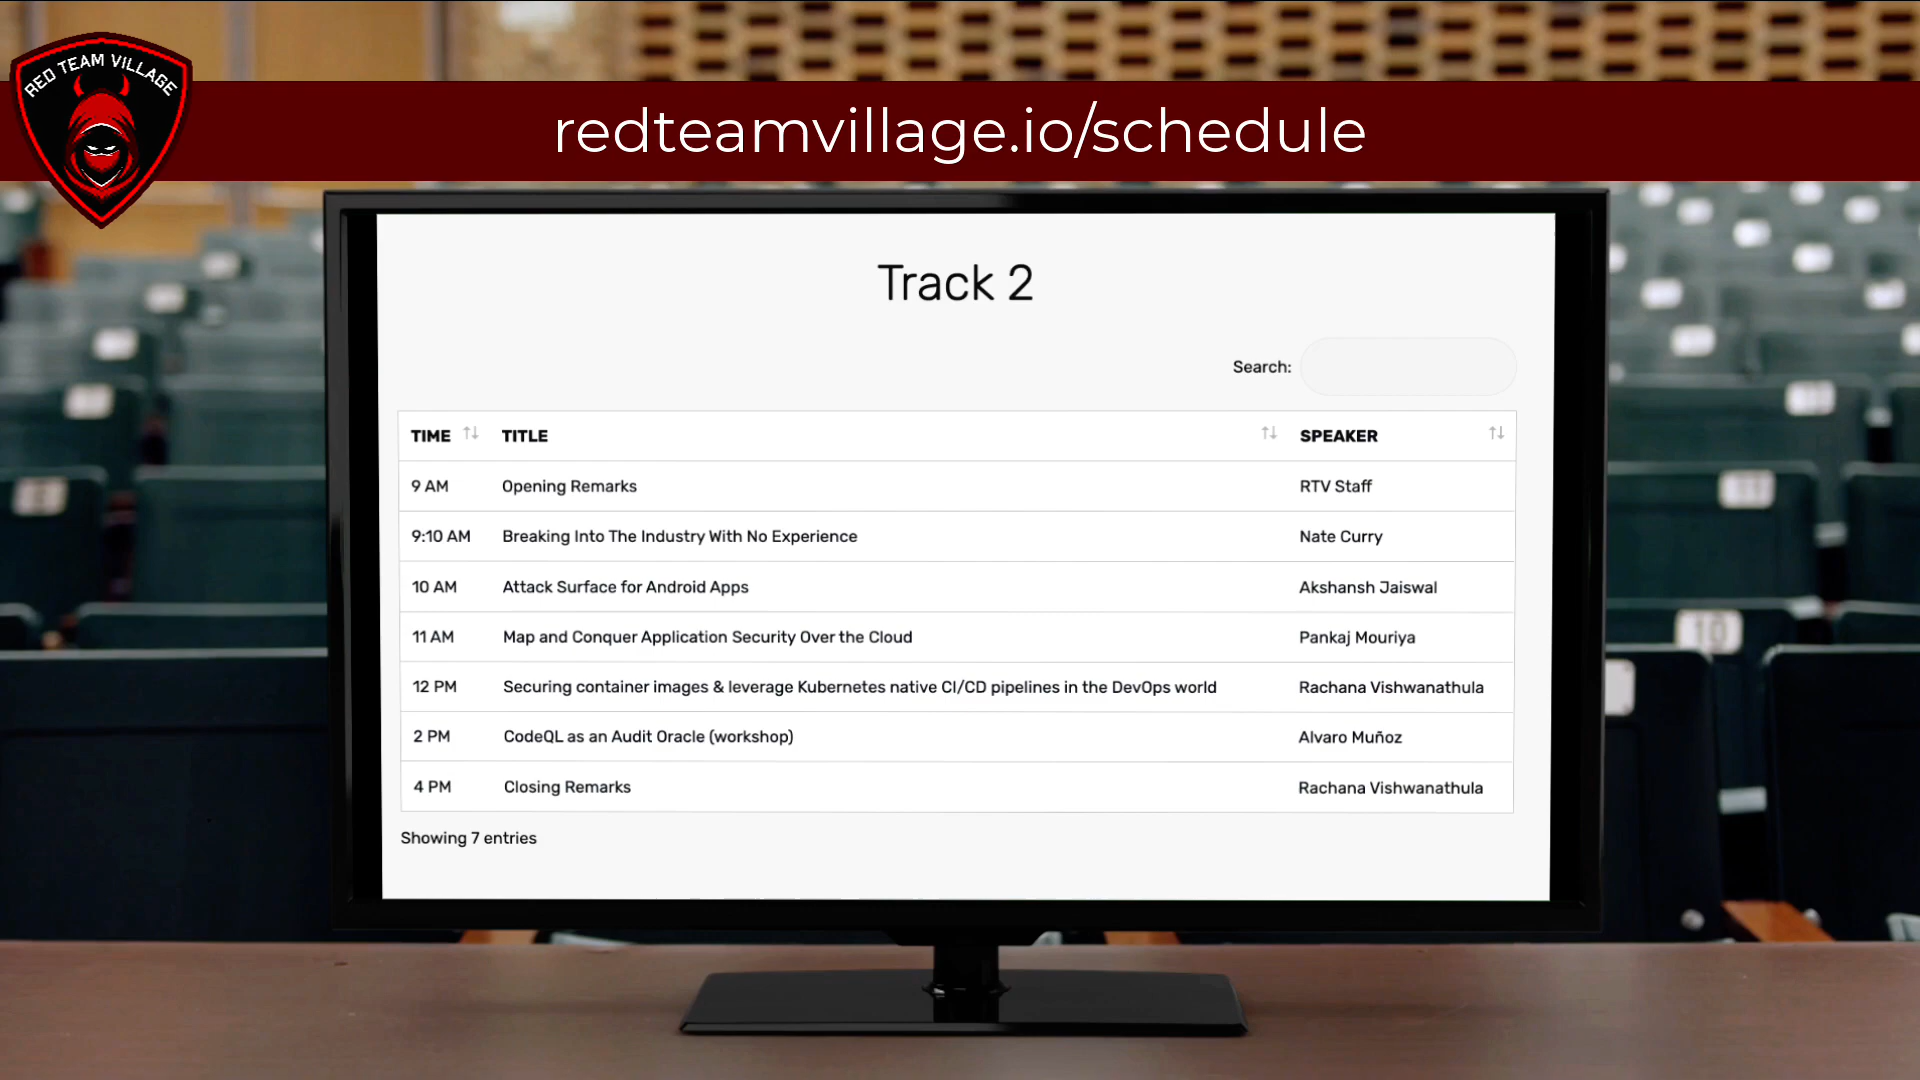 RED TEAM VILLAGE
redteamvillage.io/schedule
Track 2
Search:
TIME TITLE SPEAKER
9 AM Opening Remarks RTV Staff
9:10 AM Breaking Into The Industry With No Experience Nate Curry
10 AM Attack Surface for Android Apps Akshansh Jaiswal
11 AM Map and Conquer Application Security Over the Cloud Pankaj Mouriya
12 PM Securing container images & leverage Kubernetes native CI/CD pipelines in the DevOps world Rachana Vishwanathula
2 PM CodeQL as an Audit Oracle (workshop) Alvaro Muñoz
4 PM Closing Remarks Rachana Vishwanathula
Showing 7 entries
11
10